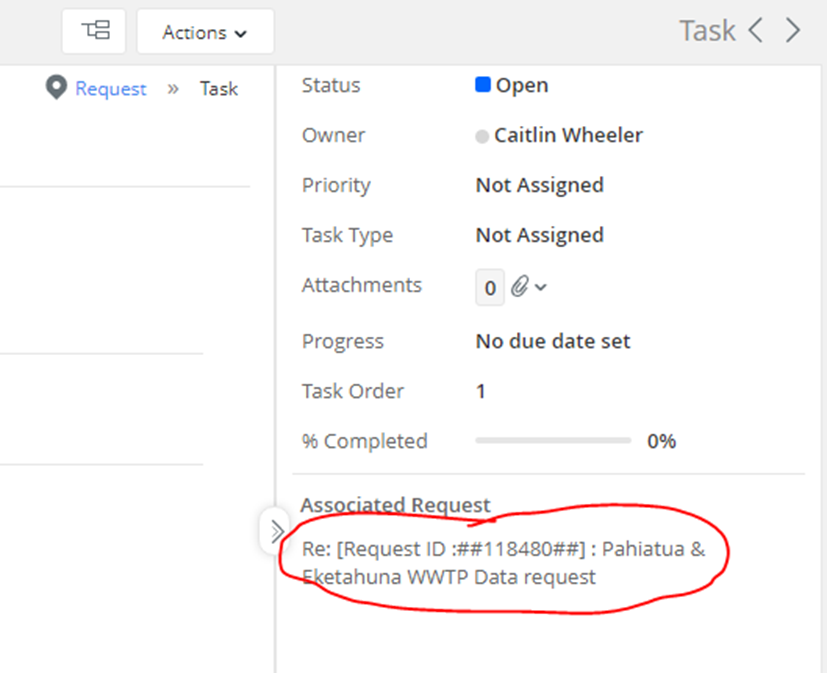 Actions
Task
Request » Task
Status Open
Owner Caitlin Wheeler
Priority Not Assigned
Task Type Not Assigned
Attachments 0
Progress No due date set
Task Order 1
% Completed 0%
Associated Request
Re: [Request ID :##118480##] : Pahiatua &
Eketahuna WWTP Data request